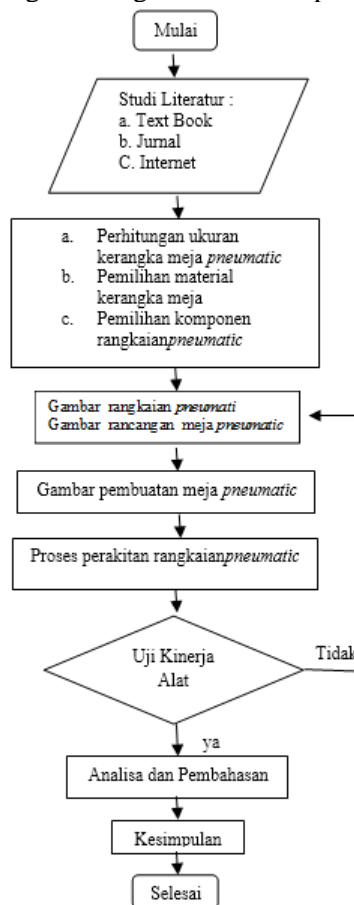 Mulai
Studi Literatur :
a. Text Book
b. Jurnal
C. Internet
a. Perhitungan ukuran
kerangka meja pneumatic
b. Pemilihan material
kerangka meja
c. Pemilihan komponen
rangkaianpneumatic
Gambar rangkaian pneumati
Gambar rancangan meja pneumatic
Gambar pembuatan meja pneumatic
Proses perakitan rangkaianpneumatic
Uji Kinerja
Alat
Tidak
ya
Analisa dan Pembahasan
Kesimpulan
Selesai